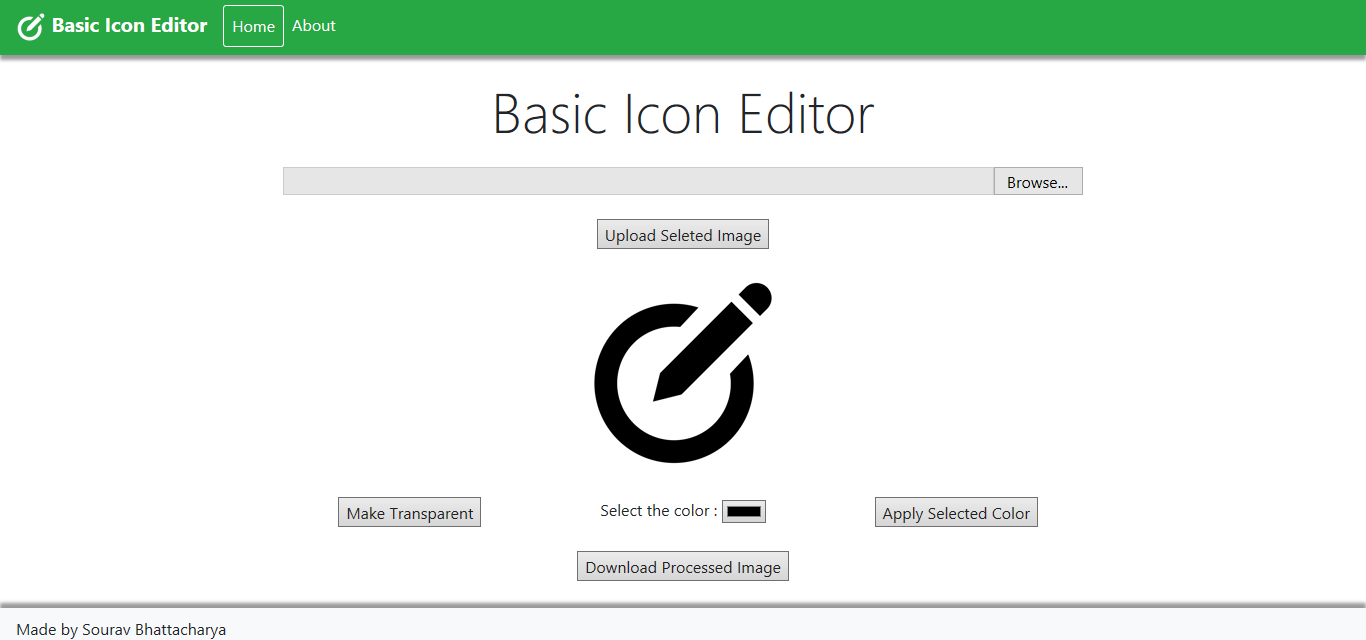 Basic Icon Editor Home About
Basic Icon Editor
Browse...
Upload Seleted Image
Make Transparent Select the color : Apply Selected Color
Download Processed Image
Made by Sourav Bhattacharya